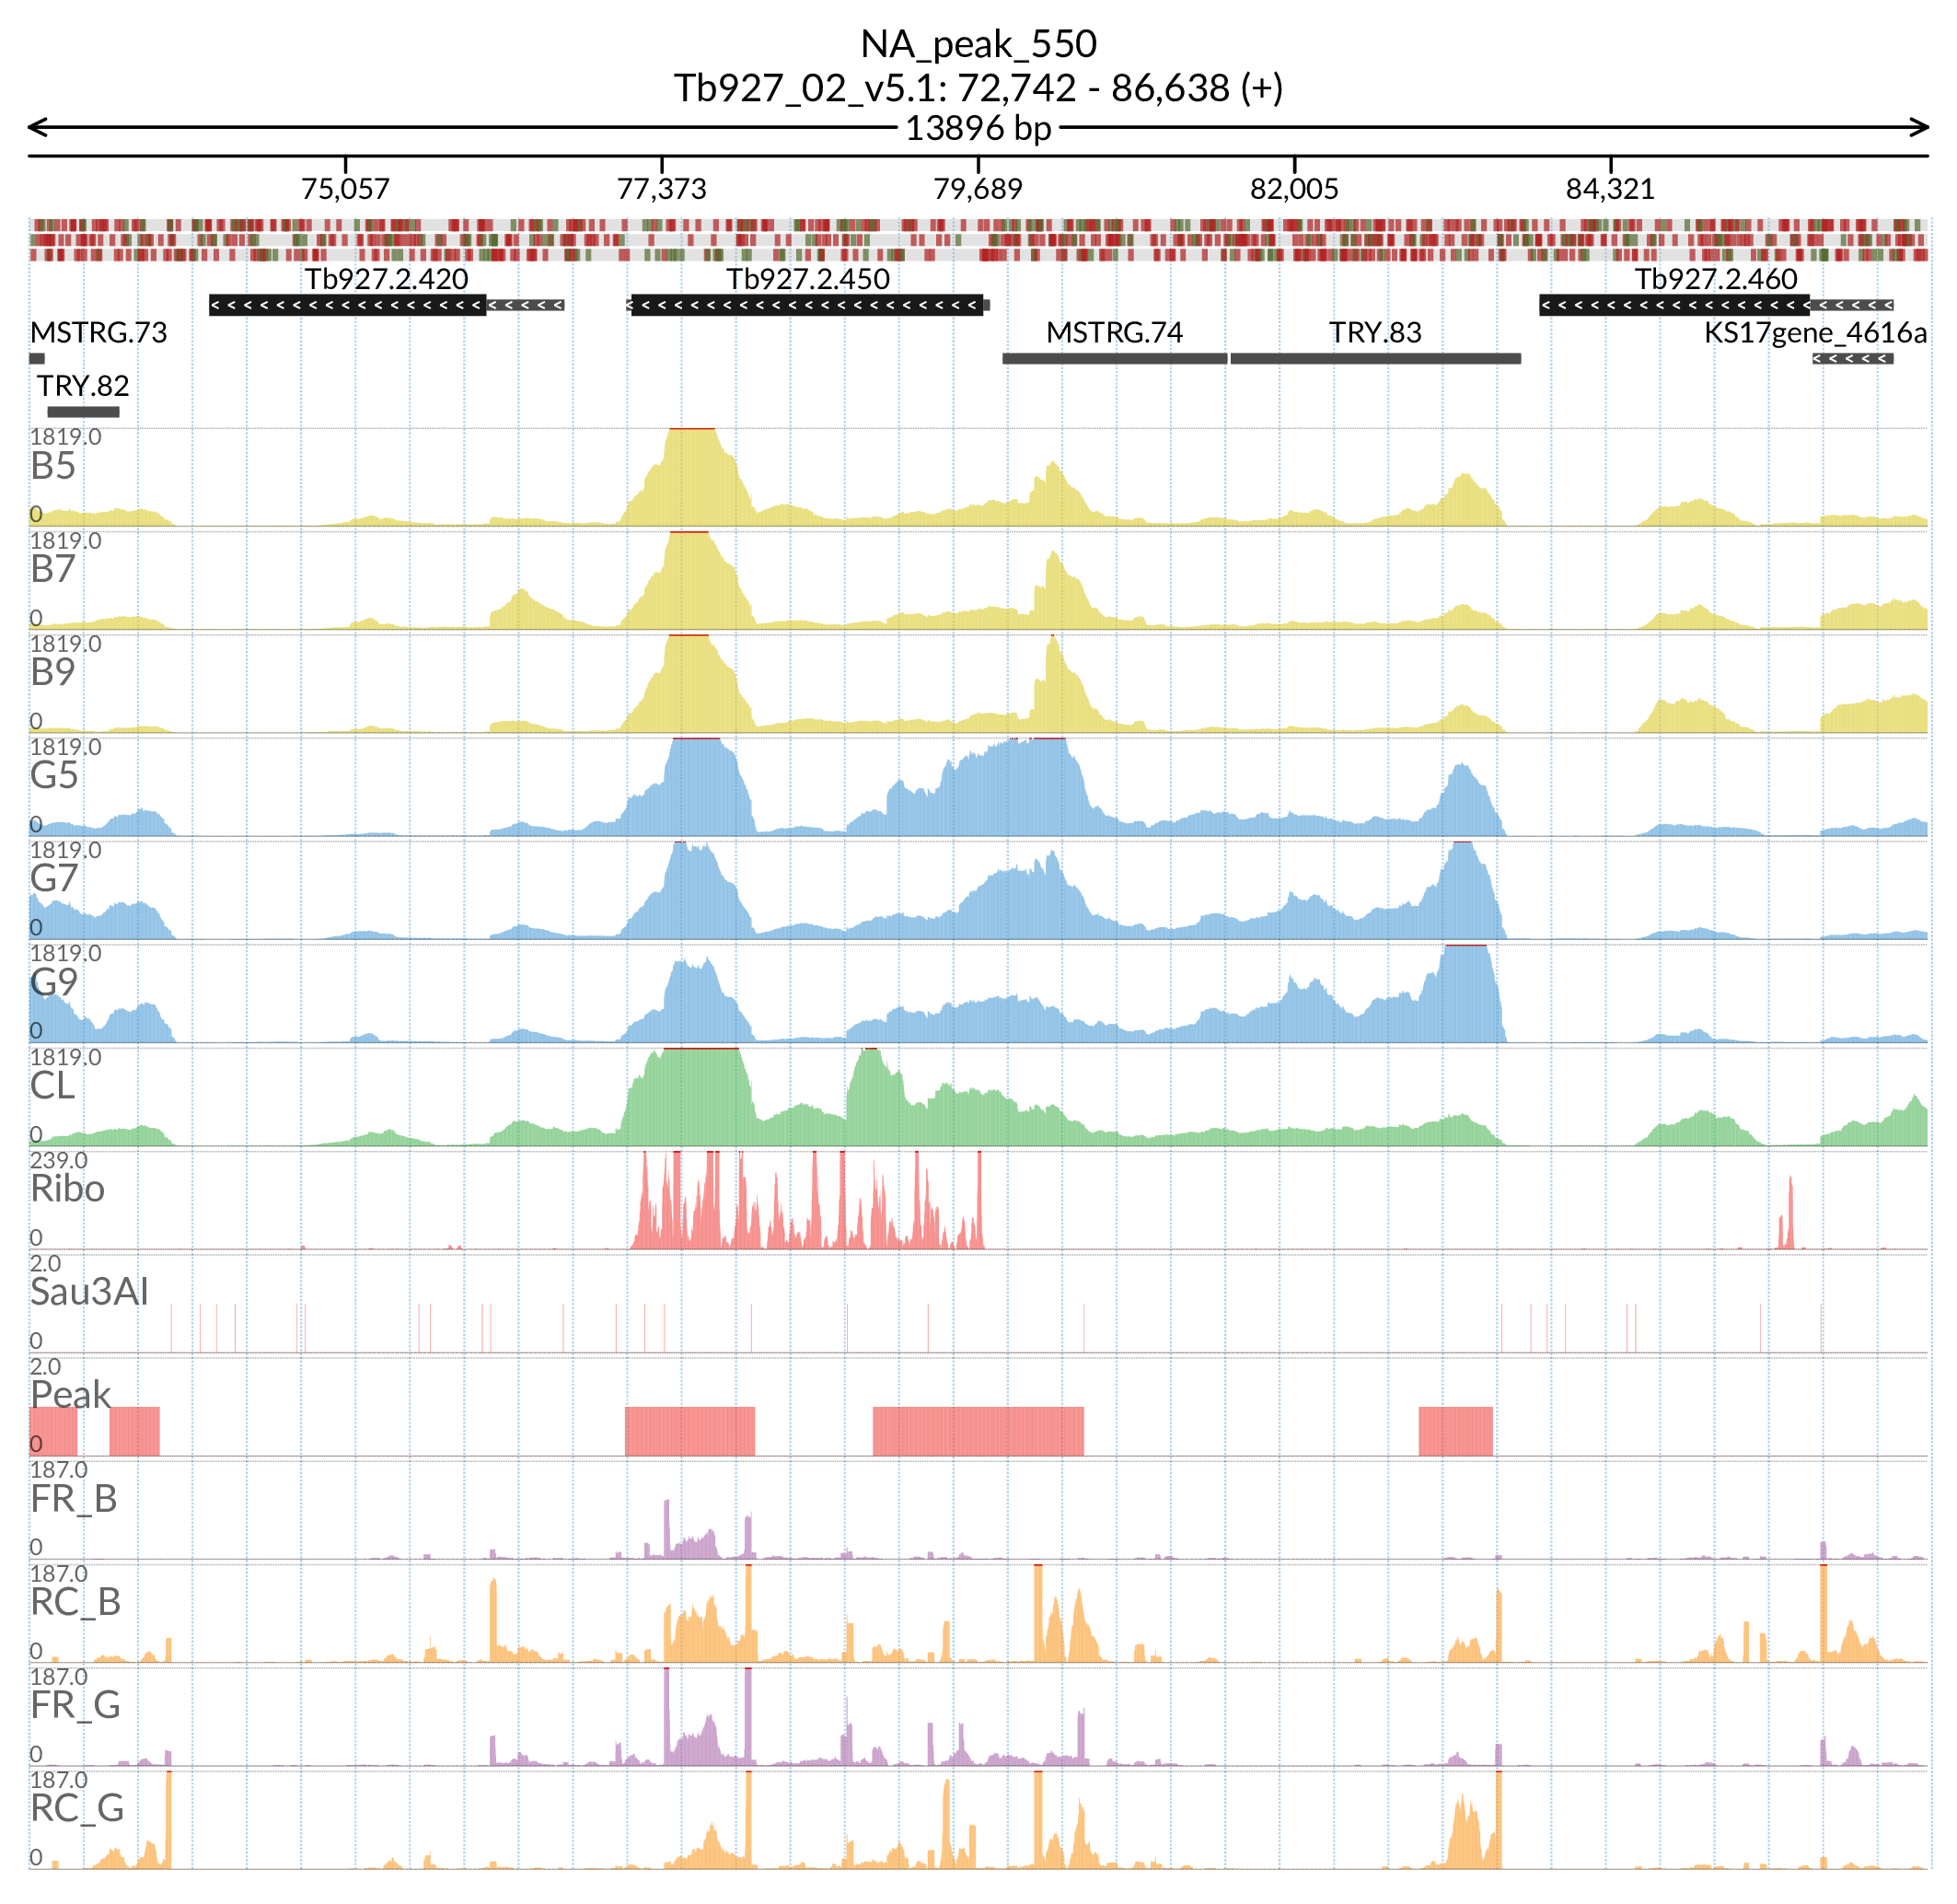 NA_peak_550
Tb927_02_v5.1: 72,742 - 86,638 (+)
13896 bp
75,057 77,373 79,689 82,005 84,321
Tb927.2.420 Tb927.2.450 Tb927.2.460
MSTRG.73 MSTRG.74 TRY.83 KS17gene_4616a
TRY.82
1819.0
B5
0
1819.0
B7
0
1819.0
B9
0
1819.0
G5
0
1819.0
G7
0
1819.0
G9
0
1819.0
CL
0
239.0
Ribo
0
2.0
Sau3AI
0
2.0
Peak
0
187.0
FR_B
0
187.0
RC_B
0
187.0
FR_G
0
187.0
RC_G
0